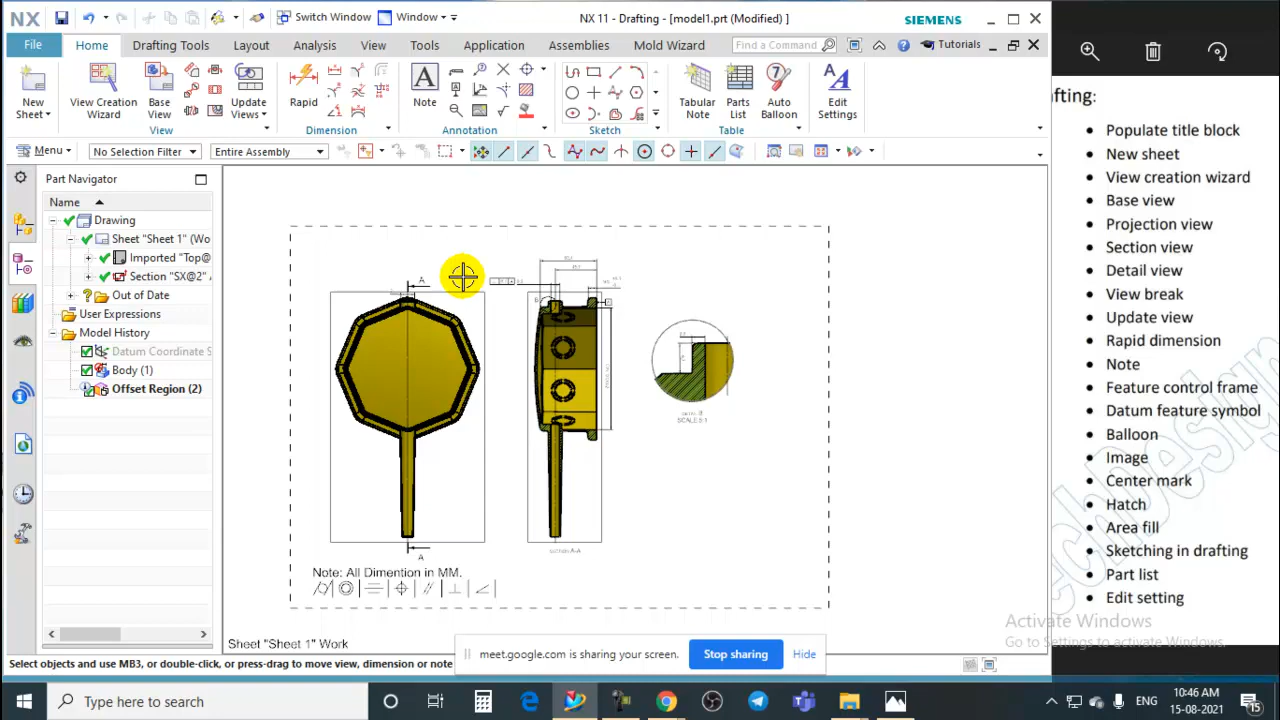 NX
Switch Window
Window
NX 11 - Drafting - [model1.prt (Modified) ]
SIEMENS
File
Home
Drafting Tools
Layout
Analysis
View
Tools
Application
Assemblies
Mold Wizard
Find a Command
Tutorials
New
Sheet
View Creation
Wizard
Base
View
Update
Views
Rapid
Note
Tabular
Note
Parts
List
Auto
Balloon
Edit
Settings
View
Dimension
Annotation
Sketch
Table
Menu
No Selection Filter
Entire Assembly
Part Navigator
Name
Drawing
Sheet "Sheet 1" (Wo
Imported "Top@
Section "SX@2"
Out of Date
User Expressions
Model History
Datum Coordinate S
Body (1)
Offset Region (2)
A
A
B
SECTION A-A
DETAIL B
SCALE 5:1
Note: All Dimention in MM.
Sheet "Sheet 1" Work
Select objects and use MB3, or double-click, or press-drag to move view, dimension or note
meet.google.com is sharing your screen.
Stop sharing
Hide
afting:
Populate title block
New sheet
View creation wizard
Base view
Projection view
Section view
Detail view
View break
Update view
Rapid dimension
Note
Feature control frame
Datum feature symbol
Balloon
Image
Center mark
Hatch
Area fill
Sketching in drafting
Part list
Edit setting
Activate Windows
Go to Settings to activate Windows.
Type here to search
ENG
10:46 AM
15-08-2021
15